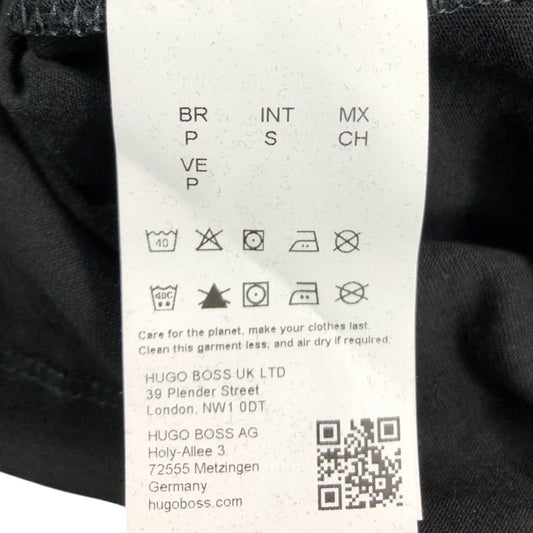 BR INT MX
P S CH
VE
P
40
40C
Care for the planet, make your clothes last.
Clean this garment less, and air dry if required.
HUGO BOSS UK LTD
39 Plender Street
London, NW1 0DT
HUGO BOSS AG
Holy-Allee 3
72555 Metzingen
Germany
hugoboss.com